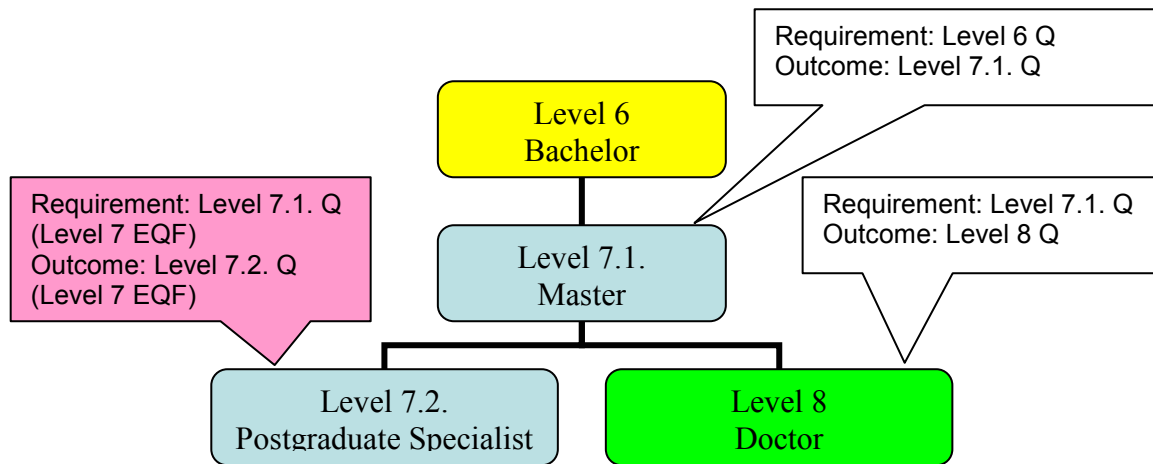 Requirement: Level 6 Q
Outcome: Level 7.1. Q
Level 6
Bachelor
Requirement: Level 7.1. Q
(Level 7 EQF)
Outcome: Level 7.2. Q
(Level 7 EQF)
Level 7.1.
Master
Requirement: Level 7.1. Q
Outcome: Level 8 Q
Level 7.2.
Postgraduate Specialist
Level 8
Doctor